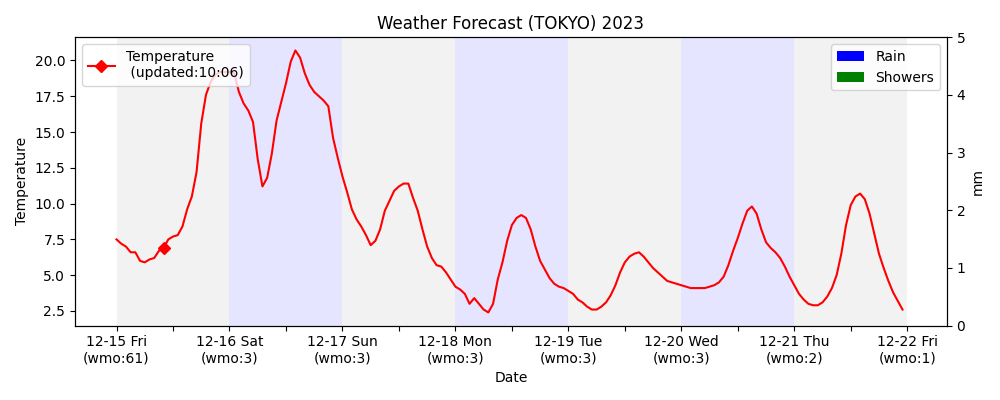 Weather Forecast (TOKYO) 2023
Temperature
(updated:10:06)
Rain
Showers
20.0
17.5
15.0
12.5
10.0
7.5
5.0
2.5
Temperature
5
4
3
2
1
0
mm
12-15 Fri
(wmo:61)
12-16 Sat
(wmo:3)
12-17 Sun
(wmo:3)
12-18 Mon
(wmo:3)
12-19 Tue
(wmo:3)
12-20 Wed
(wmo:3)
12-21 Thu
(wmo:2)
12-22 Fri
(wmo:1)
Date